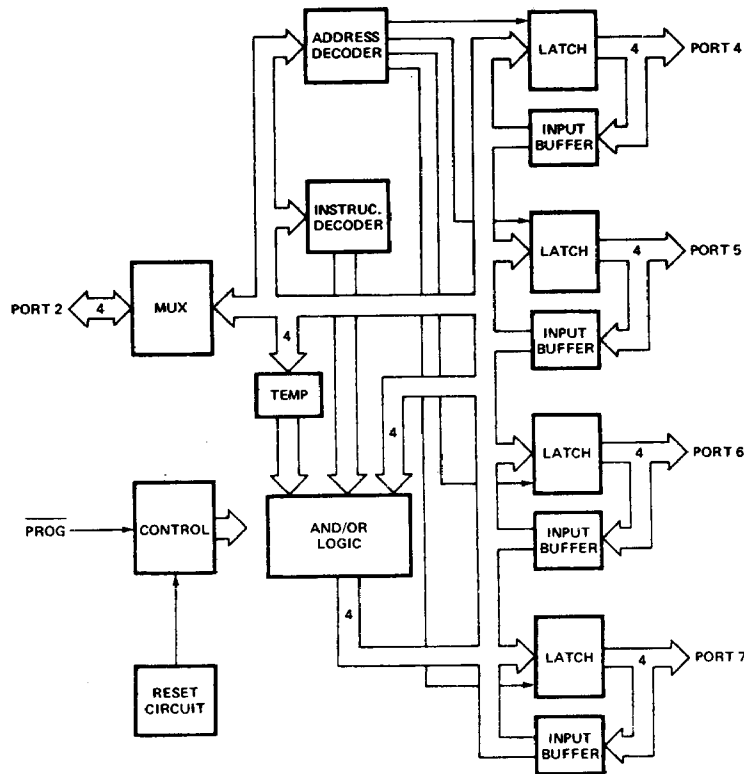 ADDRESS
DECODER
LATCH
4
PORT 4
INPUT
BUFFER
INSTRUC.
DECODER
LATCH
4
PORT 5
PORT 2
4
MUX
4
INPUT
BUFFER
TEMP
4
LATCH
4
PORT 6
PROG
CONTROL
AND/OR
LOGIC
INPUT
BUFFER
4
LATCH
4
PORT 7
RESET
CIRCUIT
INPUT
BUFFER